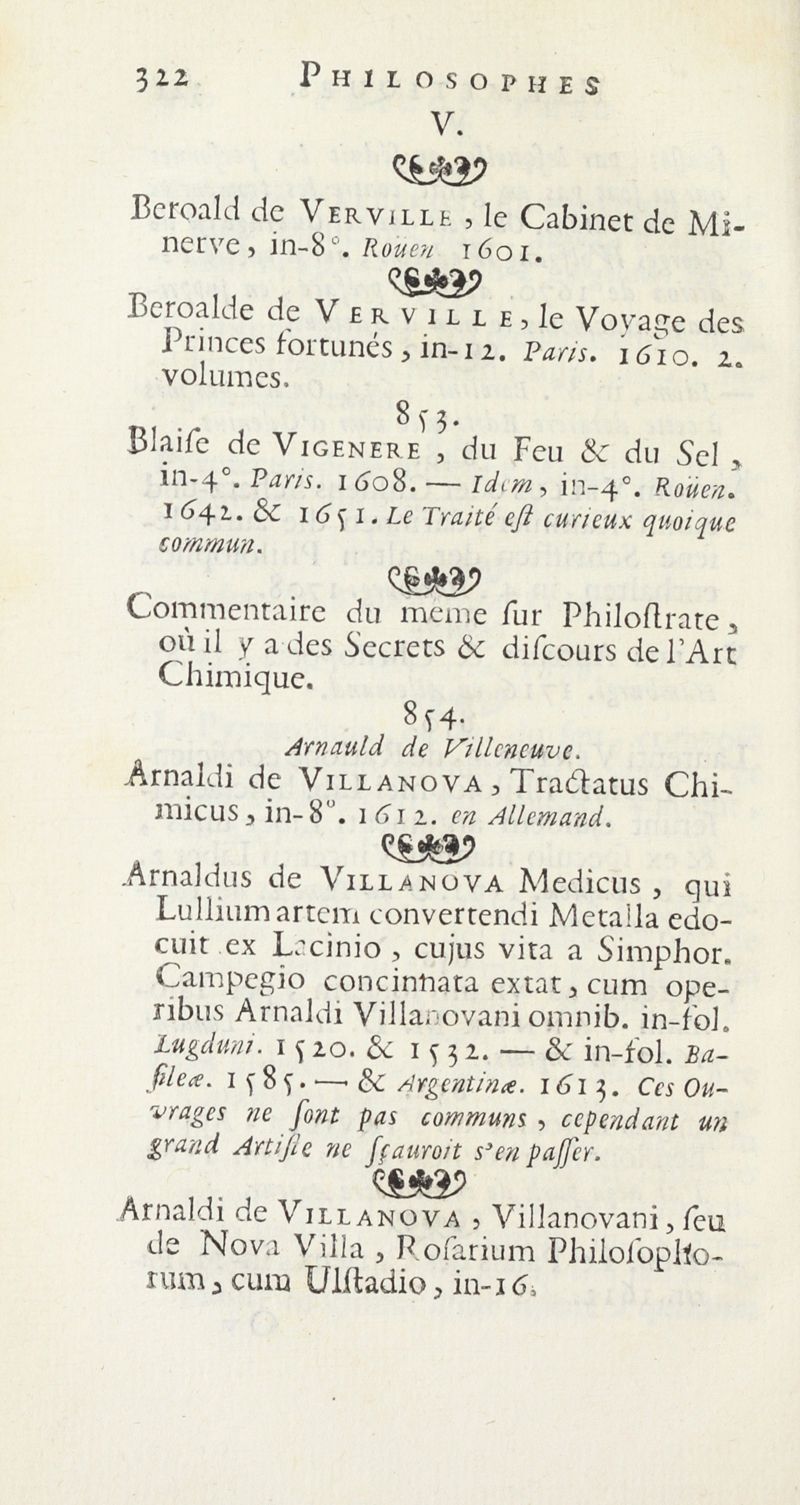 322 PHILOSOPHES
V.
Beroald de VERVILLE , le Cabinet de Mi-
nerve, in-8°. Roüen 1601.
Beroalde de VERVILLE, le Voyage des
Princes fortunés, in-12. Paris. 1610. 2.
volumes.
853.
Blaiſe de VIGENERE , du Feu & du Sel ,
in-4°. Paris. 1608. — Idem, in-4°. Roüen.
1642. & 1651. Le Traité eſt curieux quoique
commun.
Commentaire du meme ſur Philoſtrate,
où il y a des Secrets & diſcours de l'Art
Chimique.
854.
Arnauld de Villeneuve.
Arnaldi de VILLANOVA, Tractatus Chi-
micus, in-8°. 1612. en Allemand.
Arnaldus de VILLANOVA Medicus , qui
Lullium artem convertendi Metalla edo-
cuit ex Lacinio , cujus vita a Simphor.
Campegio concinnata extat, cum ope-
ribus Arnaldi Villanovani omnib. in-fol.
Lugduni. 1520. & 1532. — & in-fol. Ba-
ſileæ. 1585. — & Argentinæ. 1613. Ces Ou-
vrages ne ſont pas communs , cependant un
grand Artiſte ne ſçauroit s'en paſſer.
Arnaldi de VILLANOVA , Villanovani, ſeu
de Nova Villa , Roſarium Philoſopho-
rum, cum Ulſtadio, in-16.